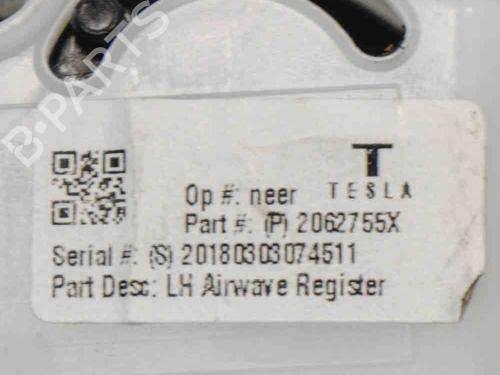 B-PARTS
T
TESLA
Op #: neer
Part #: (P) 2062755X
Serial #: (S) 20180303074511
Part Desc: LH Airwave Register